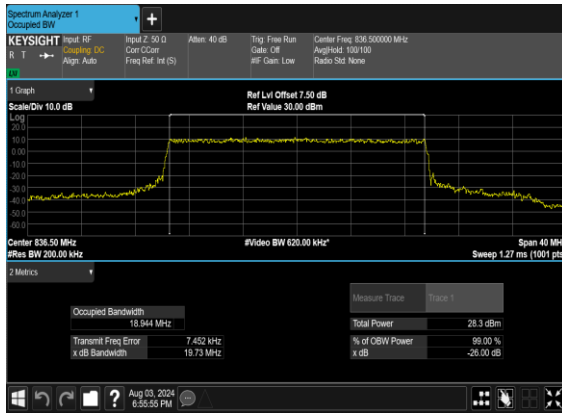 Spectrum Analyzer 1
Occupied BW
+
KEYSIGHT Input: RF Input Z: 50 Ω Atten: 40 dB Trig: Free Run Center Freq: 836.500000 MHz
R T Coupling: DC Corr CCorr Gate: Off Avg|Hold: 100/100
Align: Auto Freq Ref: Int (S) #IF Gain: Low Radio Std: None
1 Graph
Scale/Div 10.0 dB Ref Lvl Offset 7.50 dB
Ref Value 30.00 dBm
Log
20.0
10.0
0.00
-10.0
-20.0
-30.0
-40.0
-50.0
-60.0
Center 836.50 MHz #Video BW 620.00 kHz* Span 40 MH
#Res BW 200.00 kHz Sweep 1.27 ms (1001 pts
2 Metrics
Measure Trace Trace 1
Occupied Bandwidth
18.944 MHz Total Power 28.3 dBm
Transmit Freq Error 7.452 kHz % of OBW Power 99.00 %
x dB Bandwidth 19.73 MHz x dB -26.00 dB
? Aug 03, 2024
6:55:55 PM